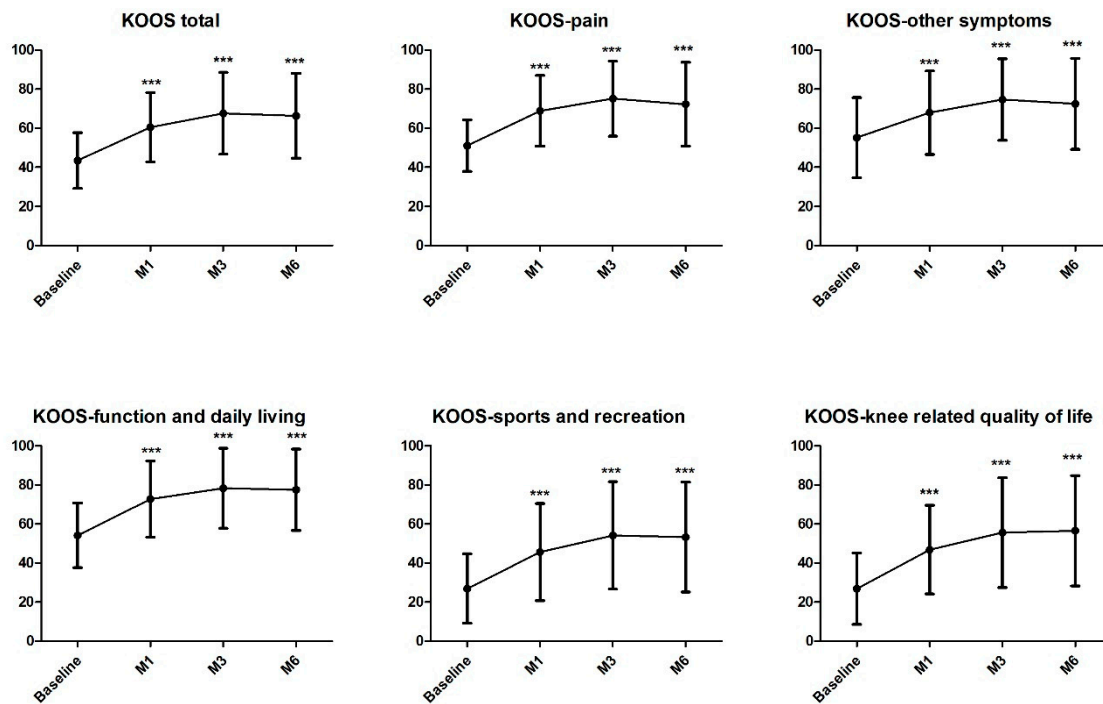 KOOS total
***
***
***
100
80
60
40
20
0
Baseline
M1
M3
M6
KOOS-pain
***
***
***
100
80
60
40
20
0
Baseline
M1
M3
M6
KOOS-other symptoms
***
***
***
100
80
60
40
20
0
Baseline
M1
M3
M6
KOOS-function and daily living
***
***
***
100
80
60
40
20
0
Baseline
M1
M3
M6
KOOS-sports and recreation
***
***
***
100
80
60
40
20
0
Baseline
M1
M3
M6
KOOS-knee related quality of life
***
***
***
100
80
60
40
20
0
Baseline
M1
M3
M6